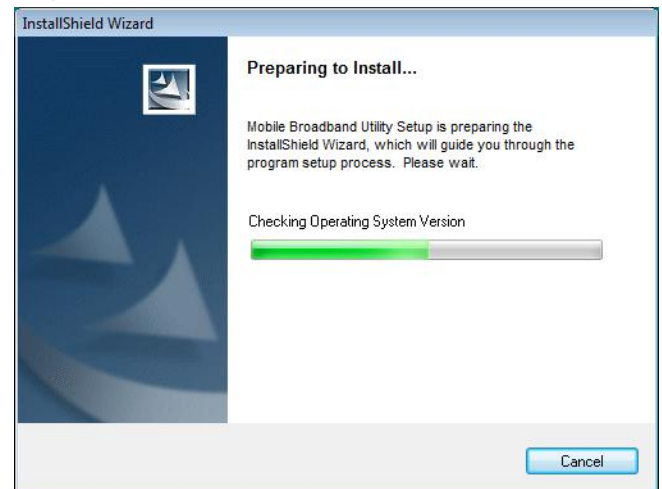 InstallShield Wizard
Preparing to Install...
Mobile Broadband Utility Setup is preparing the
InstallShield Wizard, which will guide you through the
program setup process.  Please wait.
Checking Operating System Version
Cancel